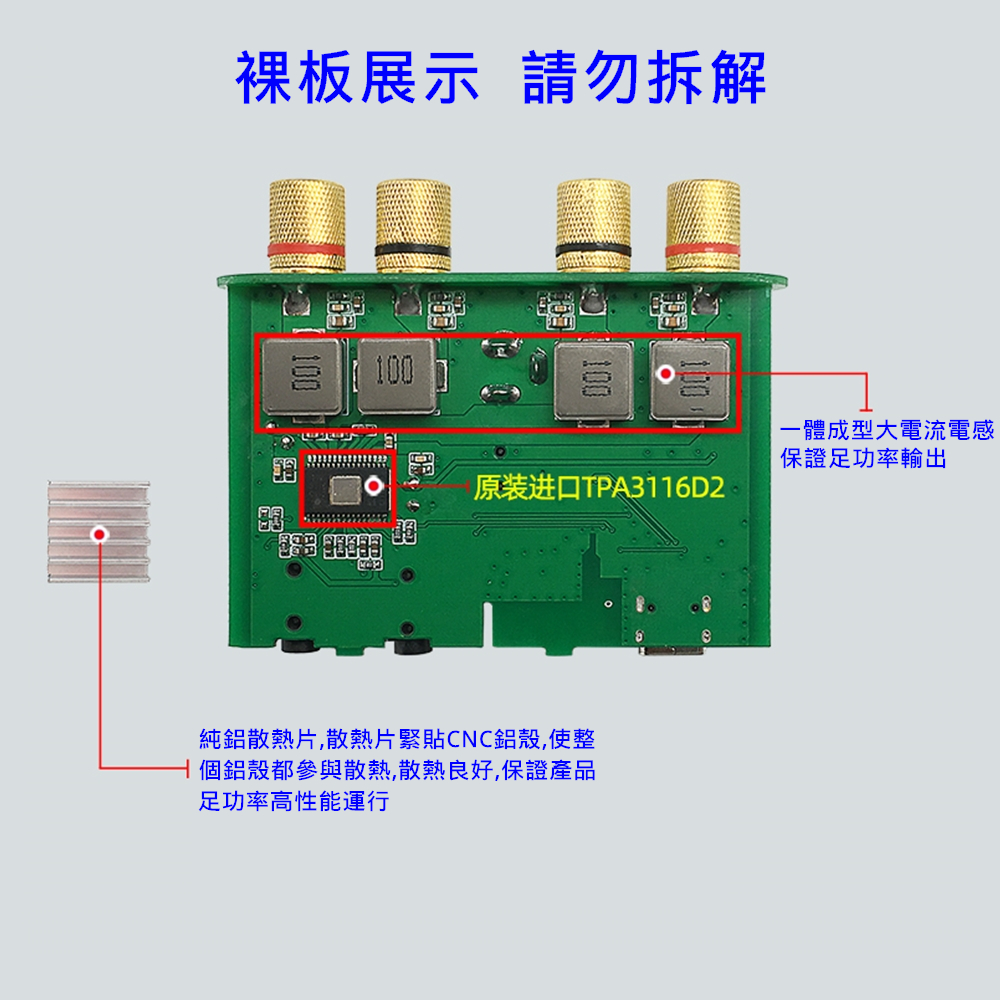 裸板展示 請勿拆解
100
100
100
100
一體成型大電流電感
保證足功率輸出
原装进口TPA3116D2
純鋁散熱片,散熱片緊貼CNC鋁殼,使整
個鋁殼都參與散熱,散熱良好,保證產品
足功率高性能運行